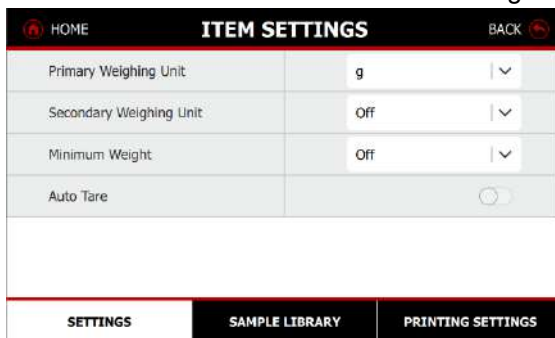 HOME ITEM SETTINGS BACK
Primary Weighing Unit g
Secondary Weighing Unit Off
Minimum Weight Off
Auto Tare
SETTINGS SAMPLE LIBRARY PRINTING SETTINGS